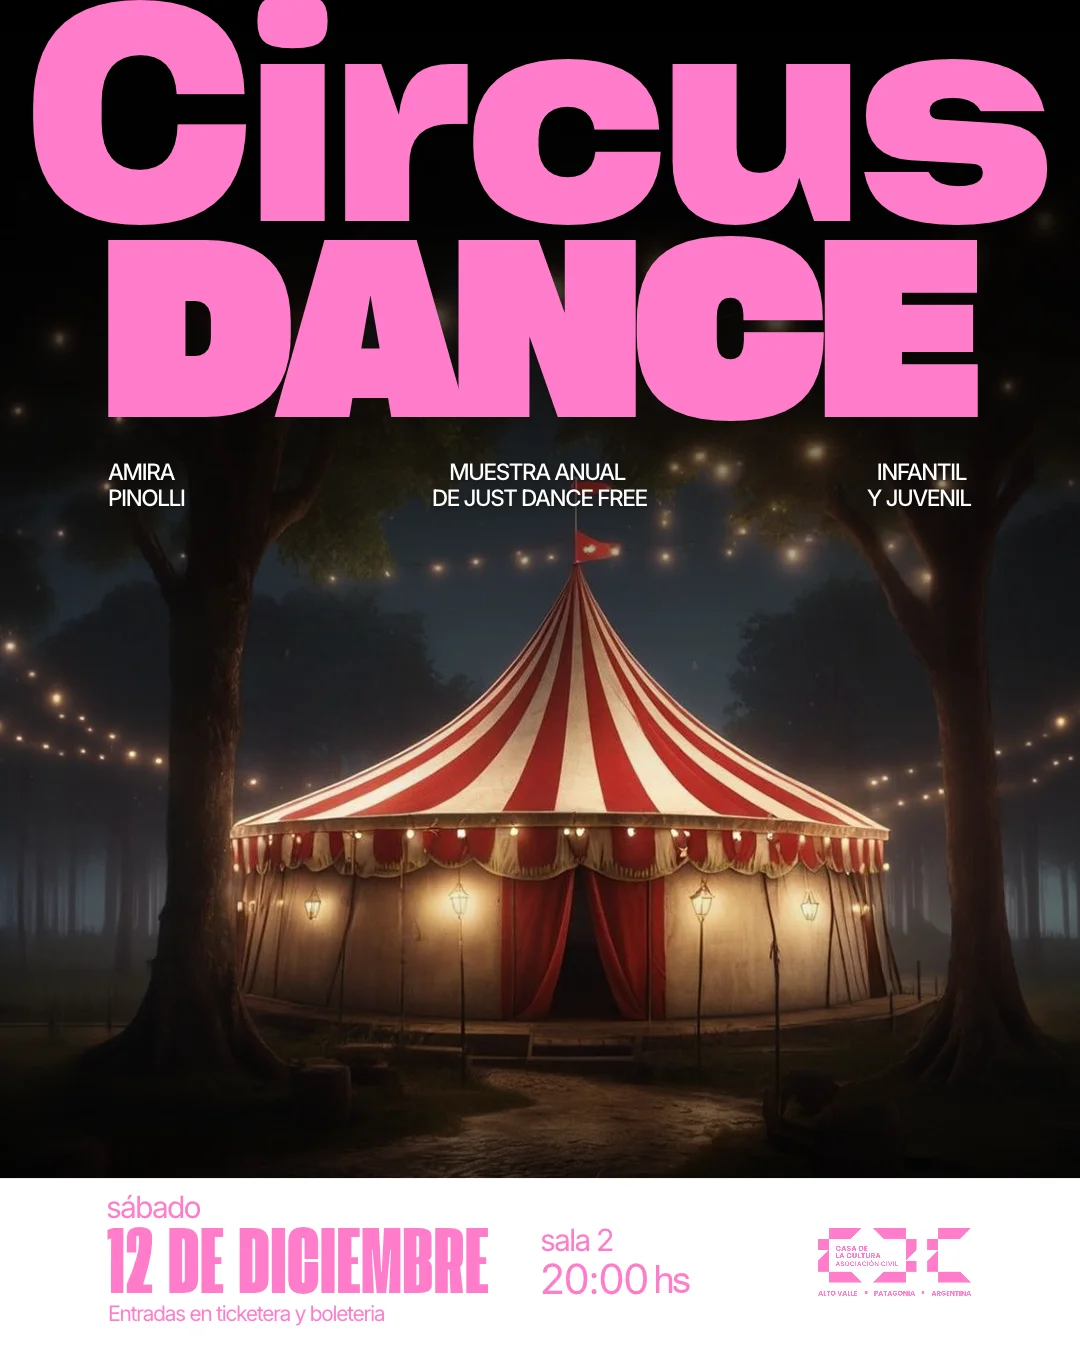 Circus
DANCE
AMIRA
PINOLLI
MUESTRA ANUAL
DE JUST DANCE FREE
INFANTIL
Y JUVENIL
sábado
12 DE DICIEMBRE
Entradas en ticketera y boleteria
sala 2
20:00 hs
CASA DE
LA CULTURA
ASOCIACIÓN CIVIL
ALTO VALLE • PATAGONIA • ARGENTINA